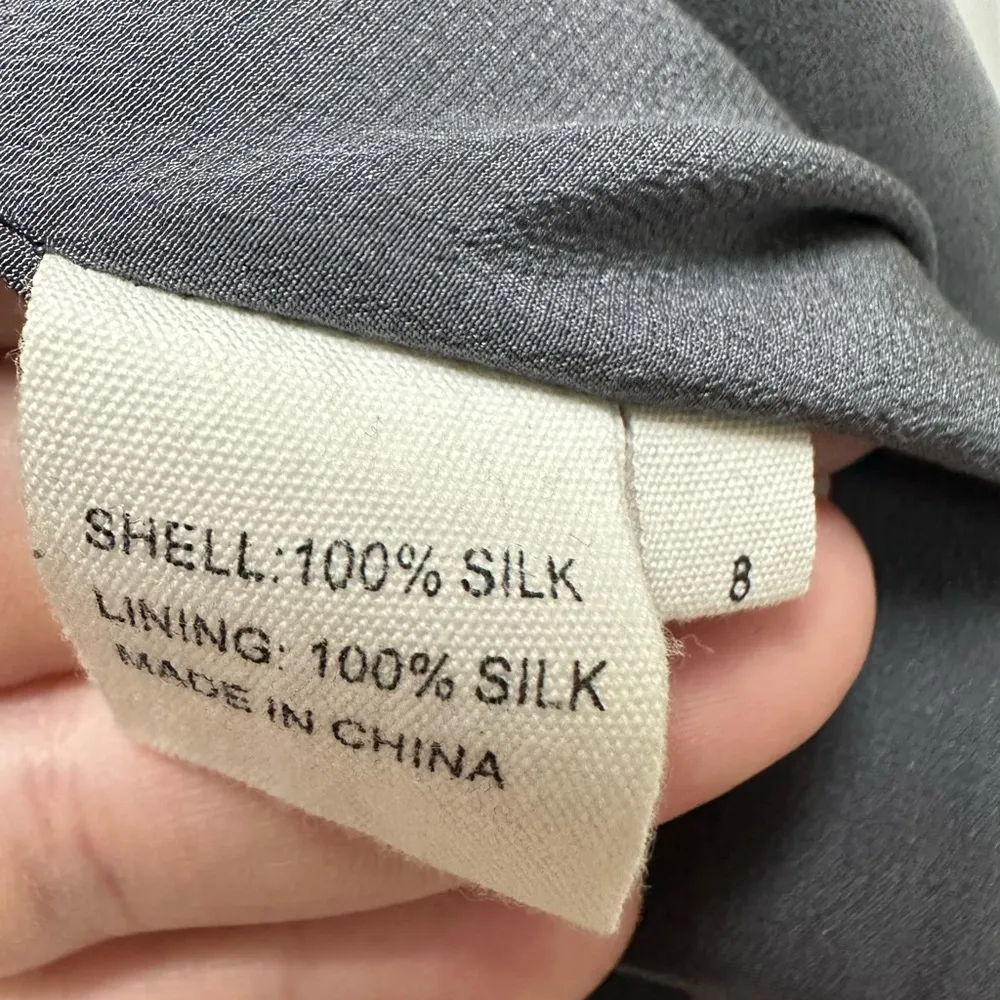 SHELL: 100% SILK
LINING: 100% SILK
MADE IN CHINA
8